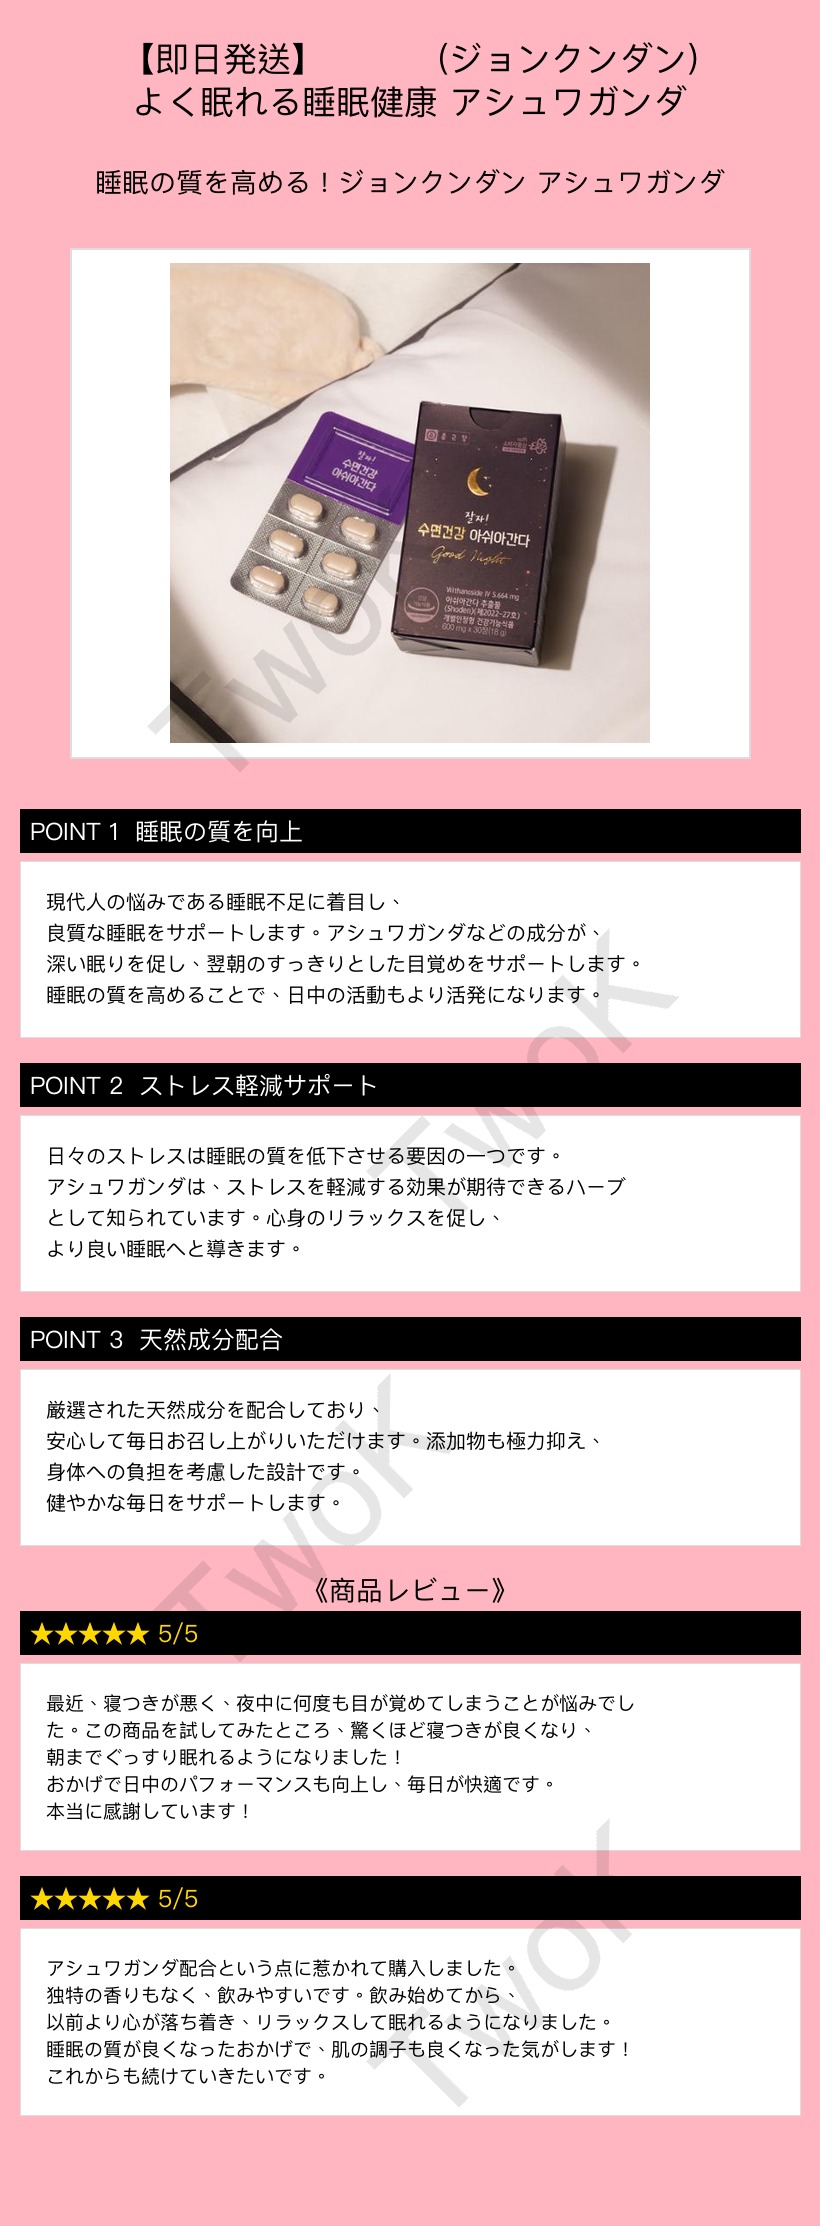 【即日発送】　　　(ジョンクンダン)
よく眠れる睡眠健康 アシュワガンダ
睡眠の質を高める！ジョンクンダン アシュワガンダ
종근당
잘자!
수면건강
아쉬아간다
잘자!
수면건강 아쉬아간다
Good Night
Withanoside IV 5.664 mg
아쉬아간다 추출물
(Shoden)(제2022-27호)
개별인정형 건강기능식품
600 mg x 30정(18 g)
POINT 1 睡眠の質を向上
現代人の悩みである睡眠不足に着目し、
良質な睡眠をサポートします。アシュワガンダなどの成分が、
深い眠りを促し、翌朝のすっきりとした目覚めをサポートします。
睡眠の質を高めることで、日中の活動もより活発になります。
POINT 2 ストレス軽減サポート
日々のストレスは睡眠の質を低下させる要因の一つです。
アシュワガンダは、ストレスを軽減する効果が期待できるハーブ
として知られています。心身のリラックスを促し、
より良い睡眠へと導きます。
POINT 3 天然成分配合
厳選された天然成分を配合しており、
安心して毎日お召し上がりいただけます。添加物も極力抑え、
身体への負担を考慮した設計です。
健やかな毎日をサポートします。
《商品レビュー》
★★★★★ 5/5
最近、寝つきが悪く、夜中に何度も目が覚めてしまうことが悩みでし
た。この商品を試してみたところ、驚くほど寝つきが良くなり、
朝までぐっすり眠れるようになりました！
おかげで日中のパフォーマンスも向上し、毎日が快適です。
本当に感謝しています！
★★★★★ 5/5
アシュワガンダ配合という点に惹かれて購入しました。
独特の香りもなく、飲みやすいです。飲み始めてから、
以前より心が落ち着き、リラックスして眠れるようになりました。
睡眠の質が良くなったおかげで、肌の調子も良くなった気がします！
これからも続けていきたいです。
TwoK
TwoK
TwoK
TwoK